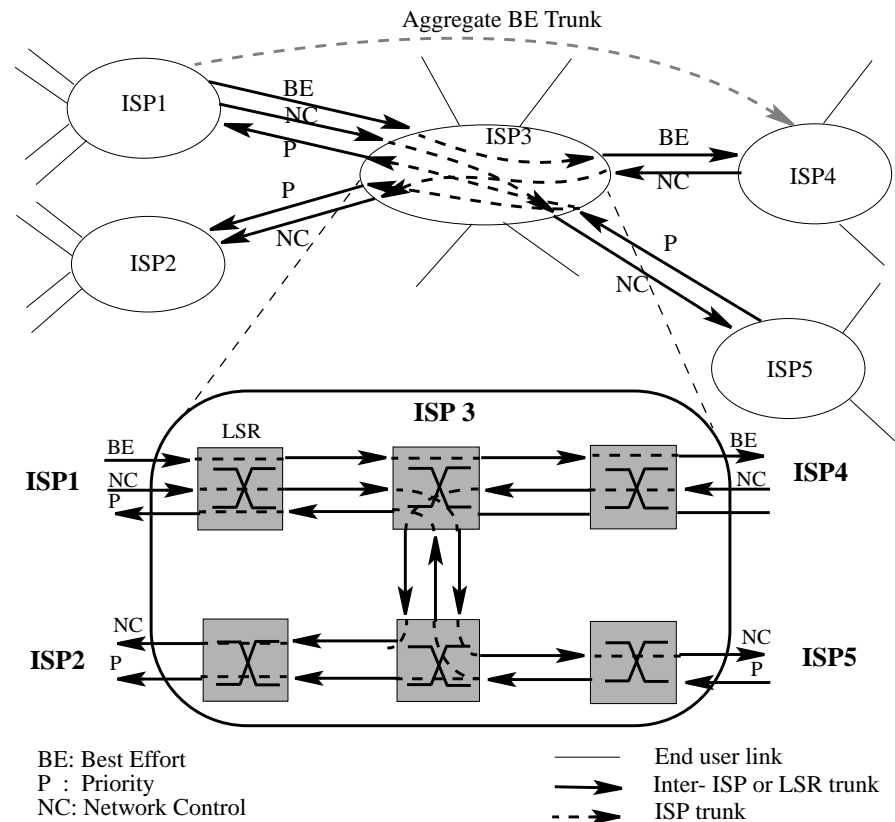 Aggregate BE Trunk
ISP1
BE
NC
P
ISP3
BE
NC
ISP4
P
NC
ISP2
P
NC
ISP5
ISP 3
LSR
BE
ISP1
NC
P
BE
ISP4
NC
NC
ISP2
P
NC
ISP5
P
BE: Best Effort
P : Priority
NC: Network Control
End user link
Inter- ISP or LSR trunk
ISP trunk